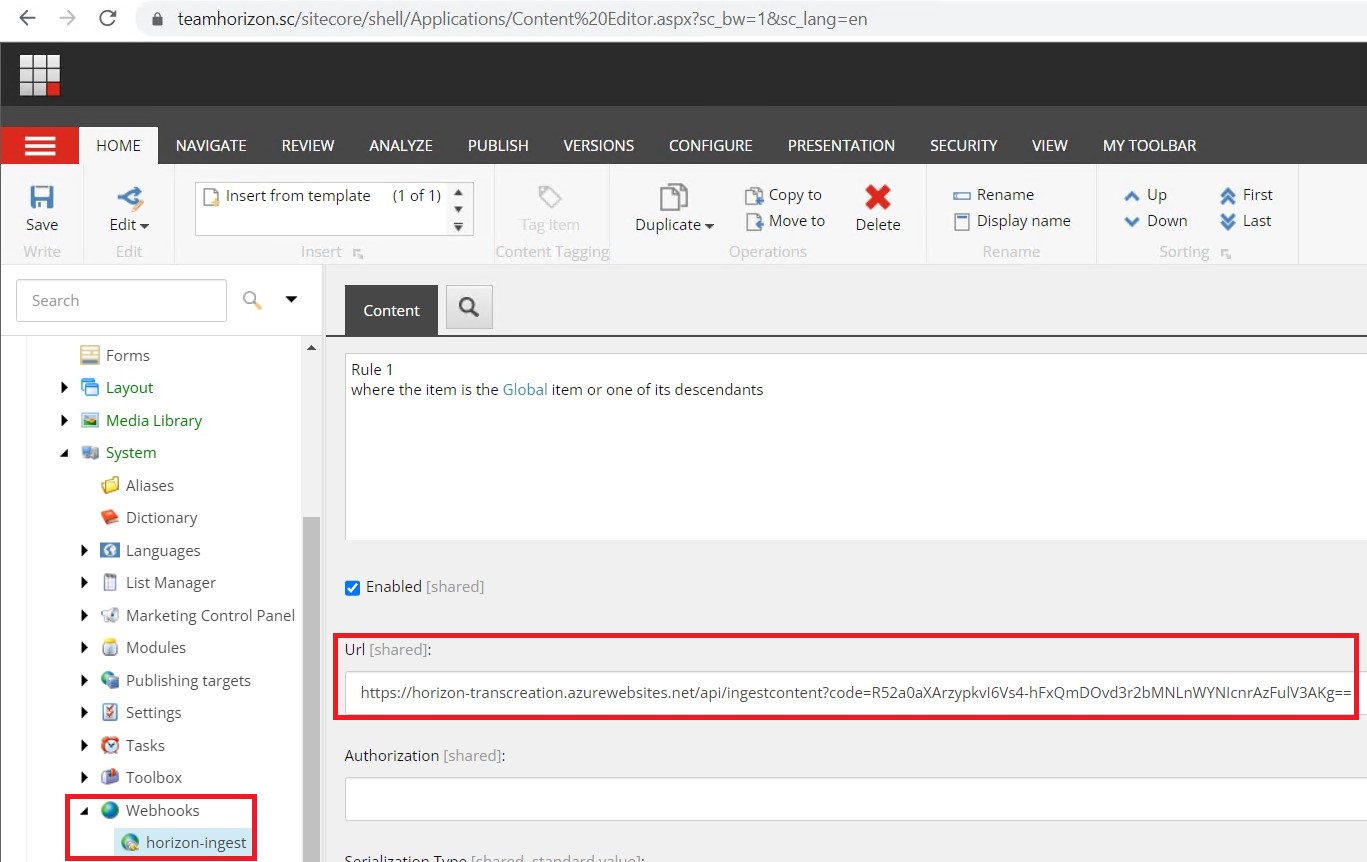 teamhorizon.sc/sitecore/shell/Applications/Content%20Editor.aspx?sc_bw=1&sc_lang=en
HOME NAVIGATE REVIEW ANALYZE PUBLISH VERSIONS CONFIGURE PRESENTATION SECURITY VIEW MY TOOLBAR
Insert from template (1 of 1) Copy to Rename Up First
Save Edit Tag item Duplicate Move to Delete Display name Down Last
Write Edit Insert Content Tagging Operations Rename Sorting
Search
Content
Forms
Layout
Media Library
System
Aliases
Dictionary
Languages
List Manager
Marketing Control Panel
Modules
Publishing targets
Settings
Tasks
Toolbox
Webhooks
horizon-ingest
Rule 1
where the item is the Global item or one of its descendants
Enabled [shared]
Url [shared]:
https://horizon-transcreation.azurewebsites.net/api/ingestcontent?code=R52a0aXArzypkvI6Vs4-hFxQmDOvd3r2bMNLnWYNIcnrAzFulV3AKg==
Authorization [shared]:
Serialization Type [shared, standard value]: